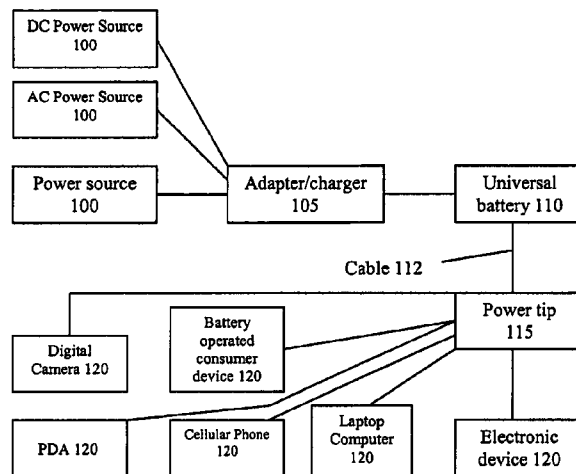 DC Power Source
100
AC Power Source
100
Power source
100
Adapter/charger
105
Universal
battery 110
Cable 112
Power tip
115
Digital
Camera 120
Battery
operated
consumer
device 120
PDA 120
Cellular Phone
120
Laptop
Computer
120
Electronic
device 120